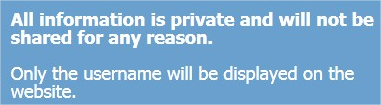 All information is private and will not be
shared for any reason.
Only the username will be displayed on the
website.